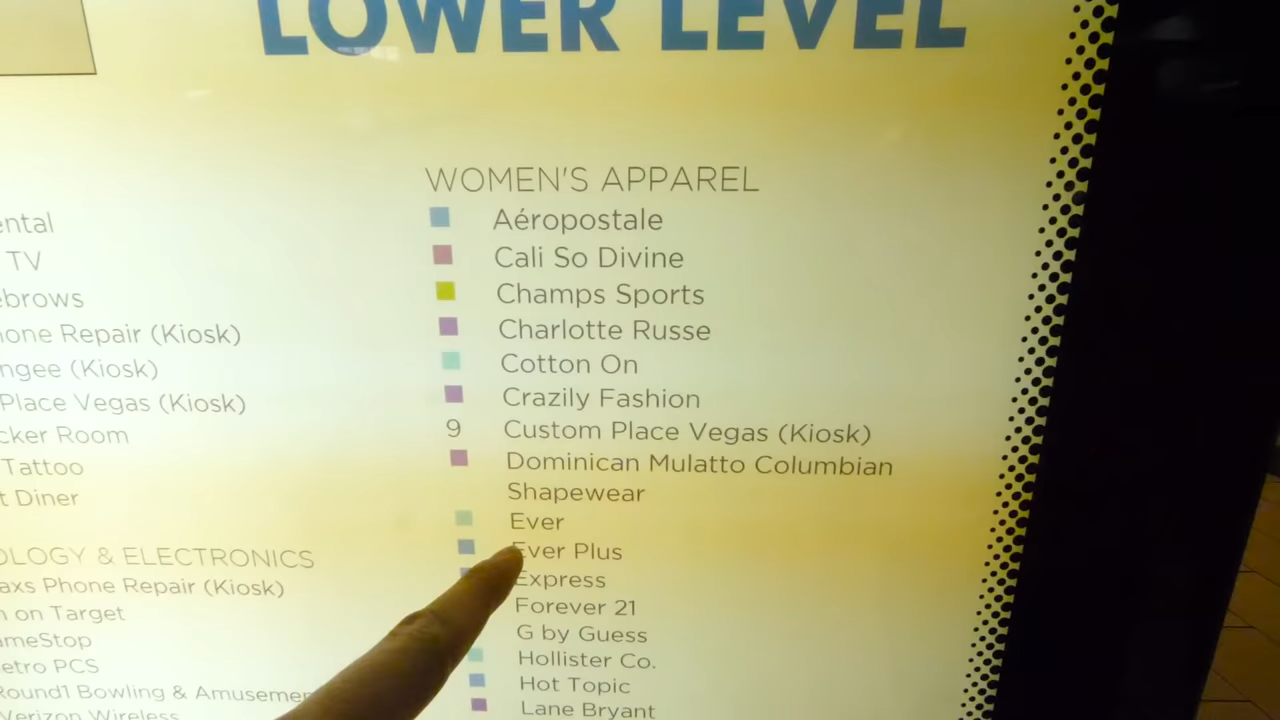 LOWER LEVEL
ental
TV
ebrows
one Repair (Kiosk)
ngee (Kiosk)
Place Vegas (Kiosk)
cker Room
Tattoo
t Diner
OLOGY & ELECTRONICS
axs Phone Repair (Kiosk)
n on Target
ameStop
etro PCS
Round1 Bowling & Amusemen
Verizon Wireless
WOMEN'S APPAREL
Aéropostale
Cali So Divine
Champs Sports
Charlotte Russe
Cotton On
Crazily Fashion
9 Custom Place Vegas (Kiosk)
Dominican Mulatto Columbian
Shapewear
Ever
Ever Plus
Express
Forever 21
G by Guess
Hollister Co.
Hot Topic
Lane Bryant